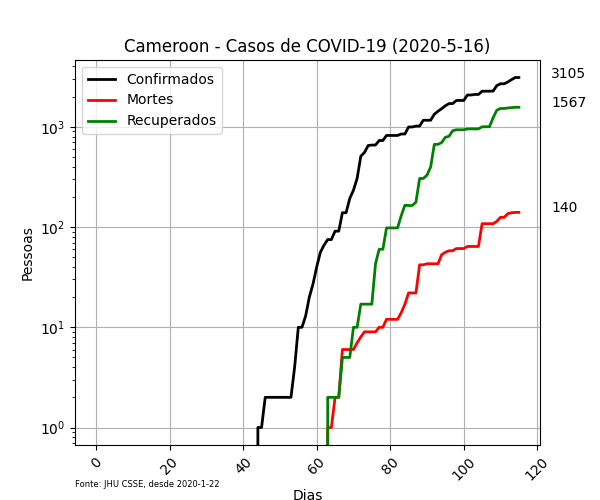 Cameroon - Casos de COVID-19 (2020-5-16)
Confirmados
Mortes
Recuperados
3105
1567
140
10³
10²
10¹
10⁰
Pessoas
0 20 40 60 80 100 120
Fonte: JHU CSSE, desde 2020-1-22
Dias